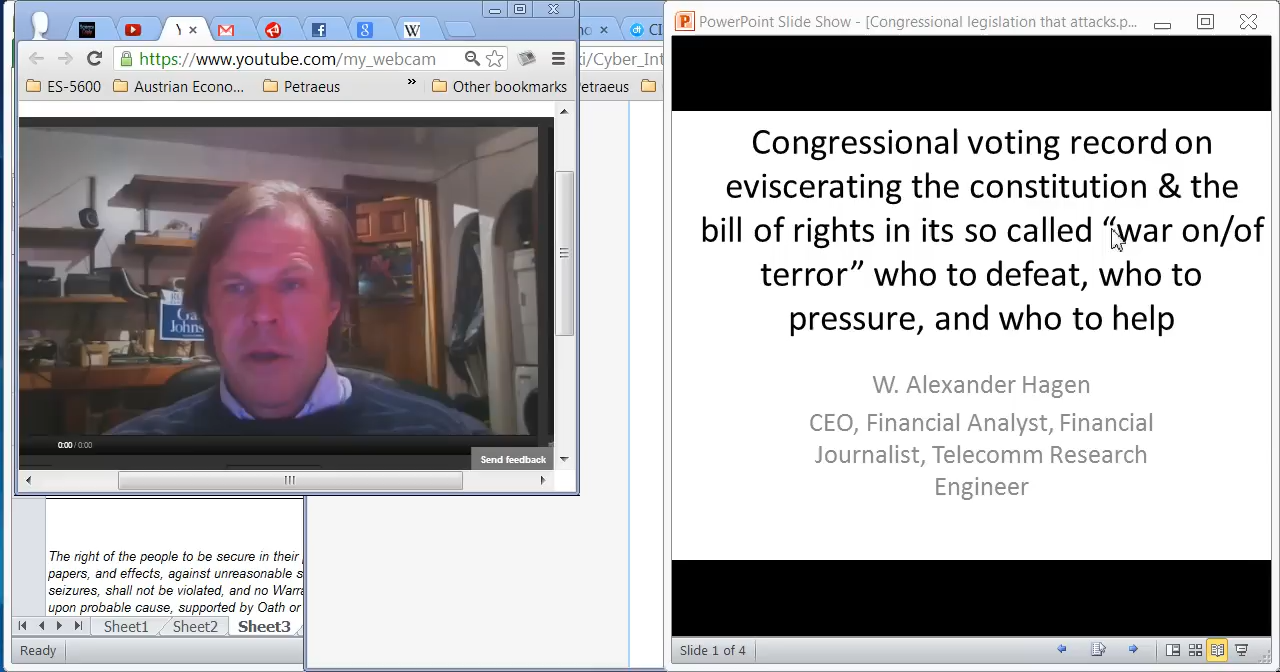 https://www.youtube.com/my_webcam
ki/Cyber_Int
ES-5600
Austrian Econo...
Petraeus
»
Other bookmarks
etraeus
Johns
0:00 / 0:00
Send feedback
The right of the people to be secure in their
papers, and effects, against unreasonable s
seizures, shall not be violated, and no Warr
upon probable cause, supported by Oath or
Sheet1
Sheet2
Sheet3
Ready
PowerPoint Slide Show - [Congressional legislation that attacks.p...
Congressional voting record on
eviscerating the constitution & the
bill of rights in its so called “war on/of
terror” who to defeat, who to
pressure, and who to help
W. Alexander Hagen
CEO, Financial Analyst, Financial
Journalist, Telecomm Research
Engineer
Slide 1 of 4